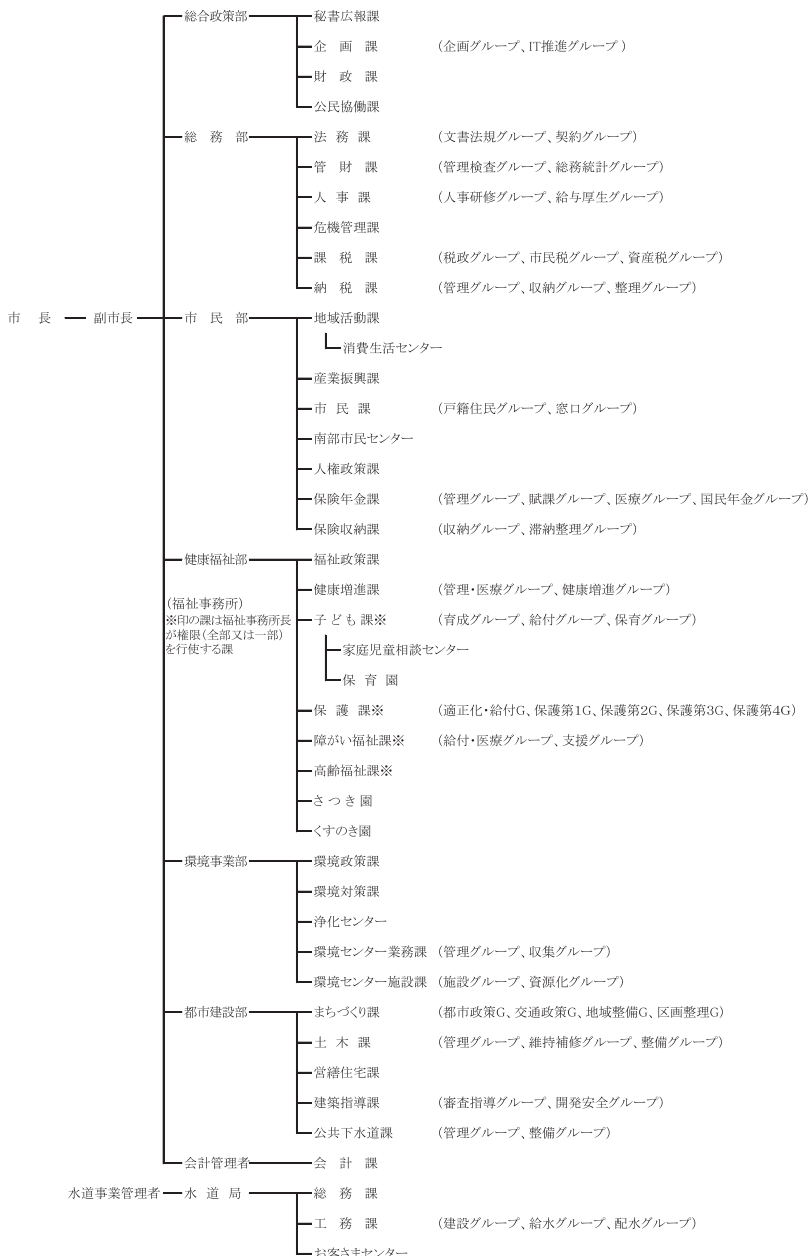 総合政策部 秘書広報課
企画課 (企画グループ、IT推進グループ)
財政課
公民協働課
総務部 法務課 (文書法規グループ、契約グループ)
管財課 (管理検査グループ、総務統計グループ)
人事課 (人事研修グループ、給与厚生グループ)
危機管理課
課税課 (税政グループ、市民税グループ、資産税グループ)
納税課 (管理グループ、収納グループ、整理グループ)
市長 副市長 市民部 地域活動課
消費生活センター
産業振興課
市民課 (戸籍住民グループ、窓口グループ)
南部市民センター
人権政策課
保険年金課 (管理グループ、賦課グループ、医療グループ、国民年金グループ)
保険収納課 (収納グループ、滞納整理グループ)
健康福祉部 福祉政策課
健康増進課 (管理・医療グループ、健康増進グループ)
(福祉事務所)
※印の課は福祉事務所長
が権限(全部又は一部)
を行使する課
子ども課※ (育成グループ、給付グループ、保育グループ)
家庭児童相談センター
保育園
保護課※ (適正化・給付G、保護第1G、保護第2G、保護第3G、保護第4G)
障がい福祉課※ (給付・医療グループ、支援グループ)
高齢福祉課※
さつき園
くすのき園
環境事業部 環境政策課
環境対策課
浄化センター
環境センター業務課 (管理グループ、収集グループ)
環境センター施設課 (施設グループ、資源化グループ)
都市建設部 まちづくり課 (都市政策G、交通政策G、地域整備G、区画整理G)
土木課 (管理グループ、維持補修グループ、整備グループ)
営繕住宅課
建築指導課 (審査指導グループ、開発安全グループ)
公共下水道課 (管理グループ、整備グループ)
会計管理者 会計課
水道事業管理者 水道局 総務課
工務課 (建設グループ、給水グループ、配水グループ)
お客さまセンター